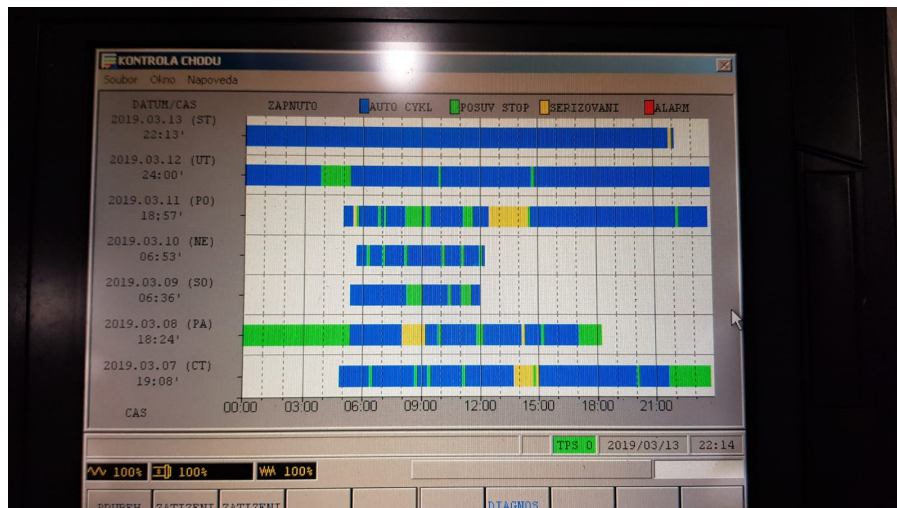 KONTROLA CHODU
Soubor Okno Napoveda
DATUM/CAS ZAPNUTO AUTO CYKL POSUV STOP SERIZOVANI ALARM
2019.03.13 (ST)
22:13'
2019.03.12 (UT)
24:00'
2019.03.11 (PO)
18:57'
2019.03.10 (NE)
06:53'
2019.03.09 (SO)
06:36'
2019.03.08 (PA)
18:24'
2019.03.07 (CT)
19:08'
CAS 00:00 03:00 06:00 09:00 12:00 15:00 18:00 21:00
TPS 0 2019/03/13 22:14
100% 100% 100%
PRUBEH ZATIZENI ZATIZENI DIAGNOS